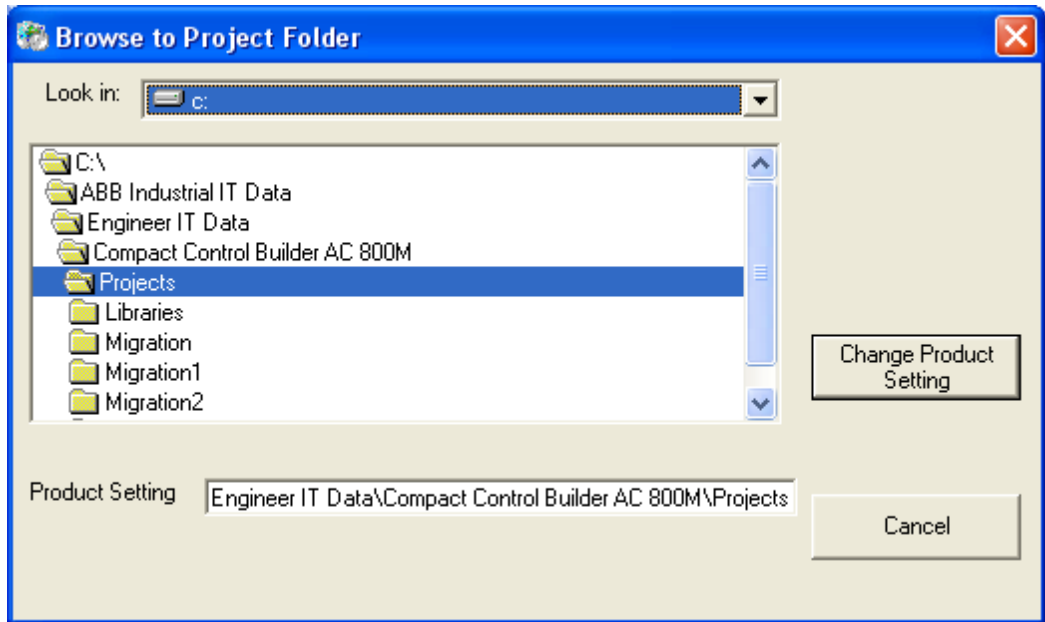 Browse to Project Folder
Look in:
c:
C:\
ABB Industrial IT Data
Engineer IT Data
Compact Control Builder AC 800M
Projects
Libraries
Migration
Migration1
Migration2
Change Product
Setting
Product Setting
Engineer IT Data\Compact Control Builder AC 800M\Projects
Cancel